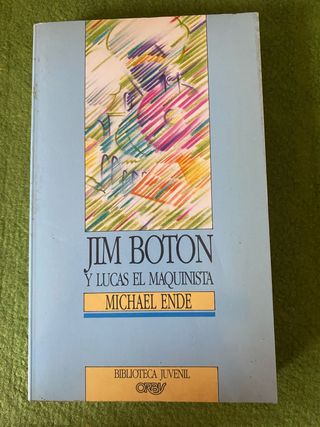 JIM BOTON
Y LUCAS EL MAQUINISTA
MICHAEL ENDE
BIBLIOTECA JUVENIL
ORBIS